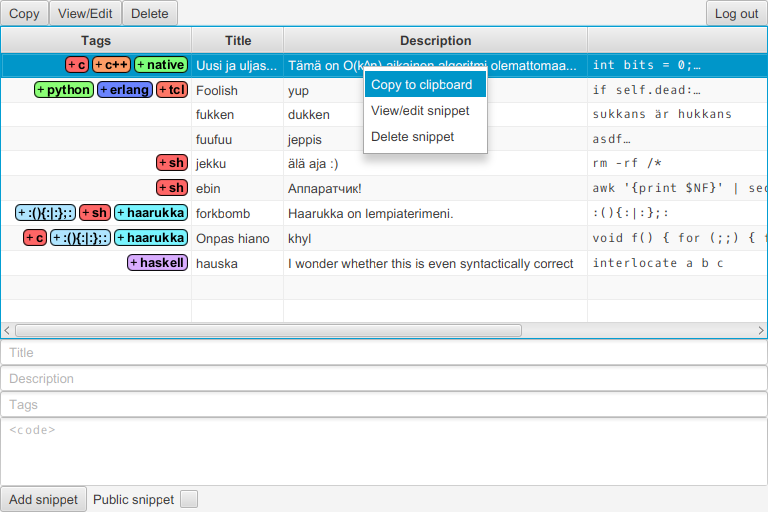 Copy View/Edit Delete Log out
Tags Title Description
+ c + c++ + native Uusi ja uljas... Tämä on O(k^n) aikainen algoritmi olemattomaa... int bits = 0;…
+ python + erlang + tcl Foolish yup if self.dead:…
fukken dukken sukkans är hukkans
fuufuu jeppis asdf…
+ sh jekku älä aja :) rm -rf /*
+ sh ebin Аппаратчик! awk '{print $NF}' |
+ :(){:|:};: + sh + haarukka forkbomb Haarukka on lempiaterimeni. :(){:|:};:
+ c + :(){:|:};: + haarukka Onpas hiano khyl void f() { for (;;) {
+ haskell hauska I wonder whether this is even syntactically correct interlocate a b c
Copy to clipboard
View/edit snippet
Delete snippet
Title
Description
Tags
<code>
Add snippet Public snippet